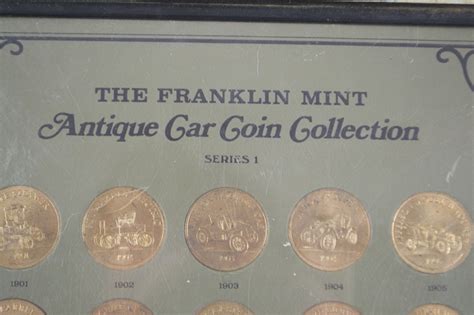 THE FRANKLIN MINT
Antique Car Coin Collection
SERIES 1
1901 1902 1903 1904 1905